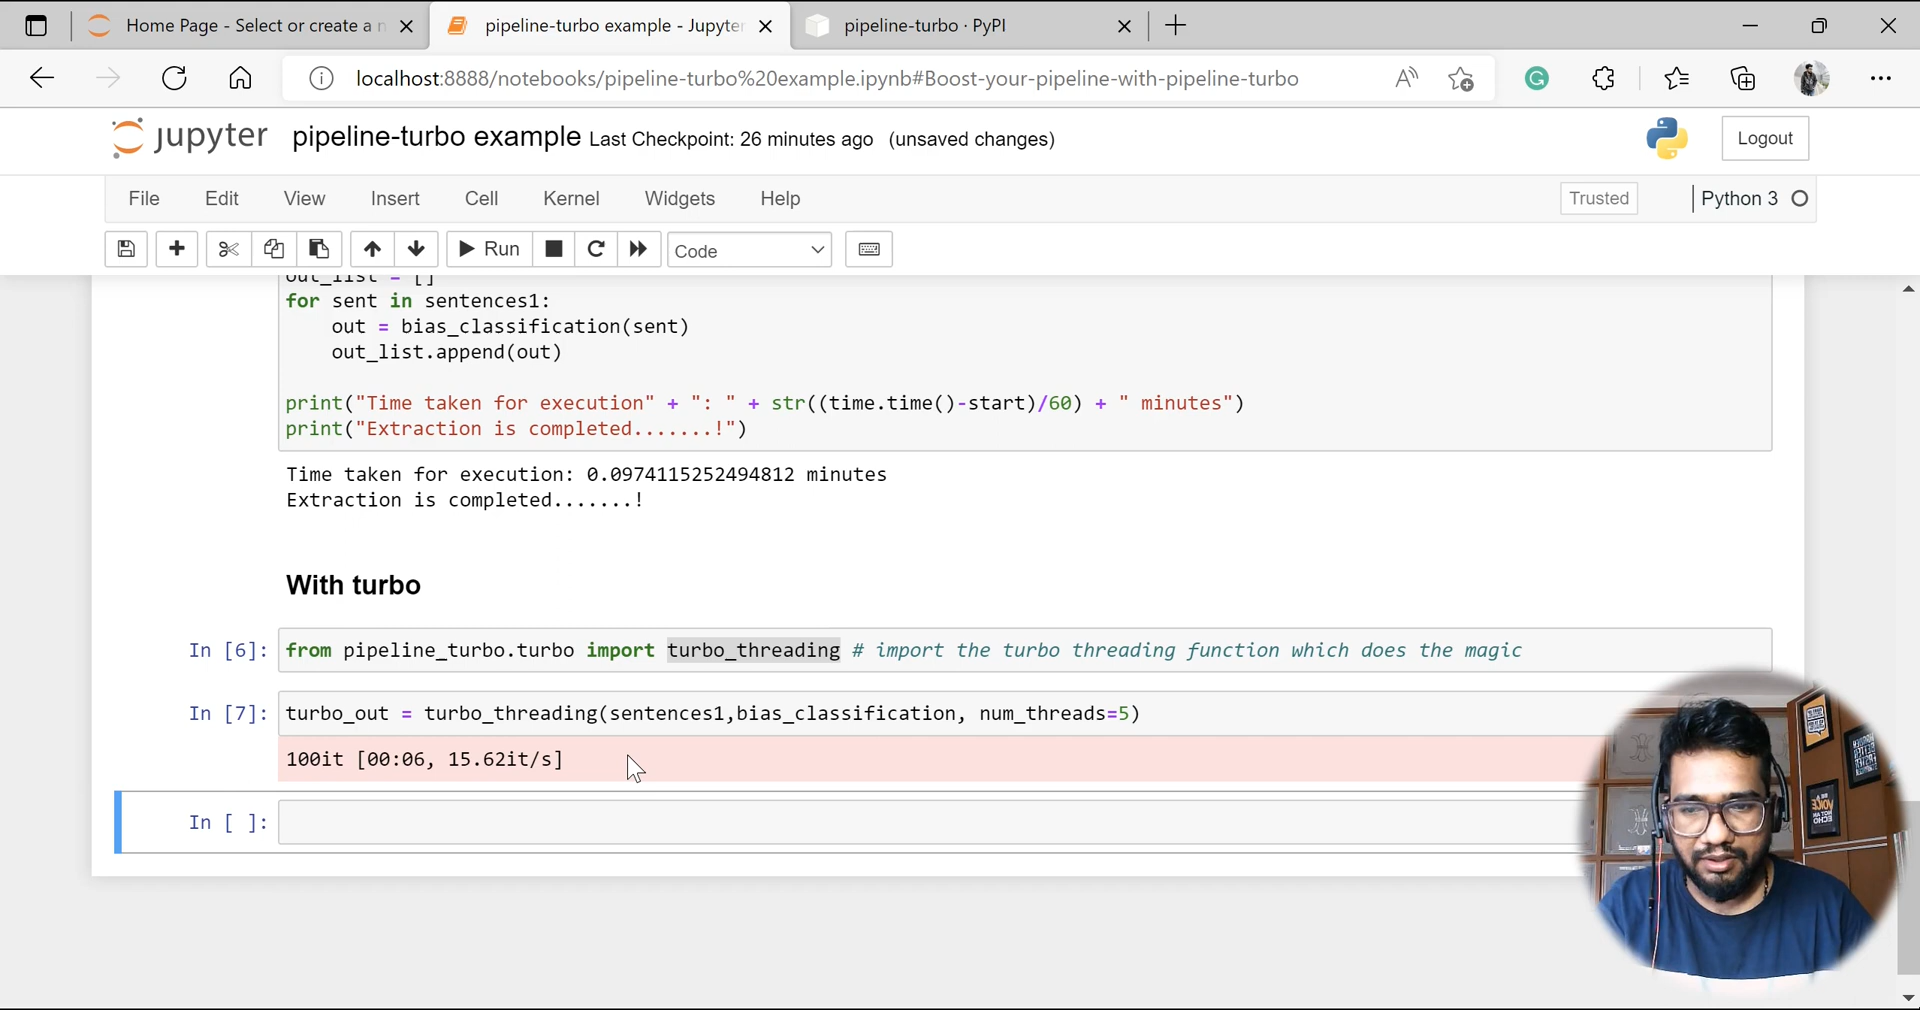 Home Page - Select or create a n
pipeline-turbo example - Jupyter
pipeline-turbo · PyPI
localhost:8888/notebooks/pipeline-turbo%20example.ipynb#Boost-your-pipeline-with-pipeline-turbo
jupyter pipeline-turbo example Last Checkpoint: 26 minutes ago (unsaved changes)
Logout
File Edit View Insert Cell Kernel Widgets Help
Trusted
Python 3
Run
Code
out_list = []
for sent in sentences1:
    out = bias_classification(sent)
    out_list.append(out)
print("Time taken for execution" + ": " + str((time.time()-start)/60) + " minutes")
print("Extraction is completed.......!")
Time taken for execution: 0.0974115252494812 minutes
Extraction is completed.......!
With turbo
In [6]: from pipeline_turbo.turbo import turbo_threading # import the turbo threading function which does the magic
In [7]: turbo_out = turbo_threading(sentences1,bias_classification, num_threads=5)
100it [00:06, 15.62it/s]
In [ ]: